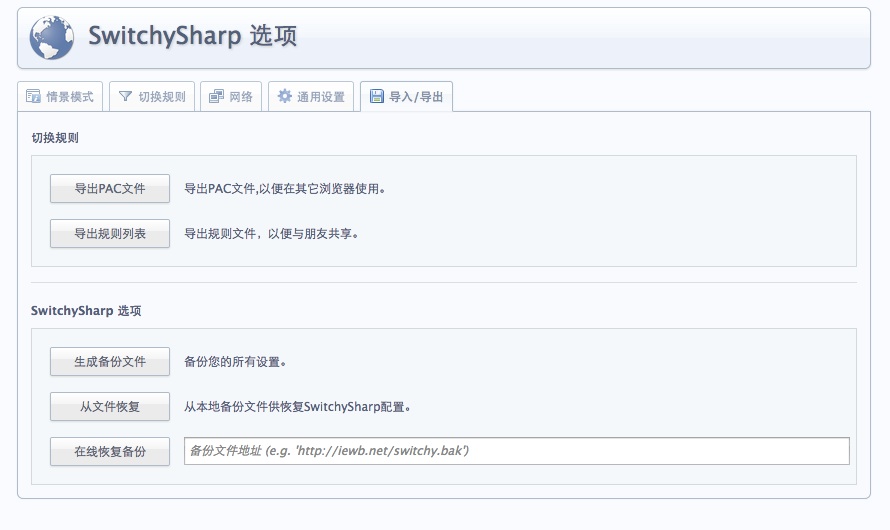 SwitchySharp 选项
情景模式 切换规则 网络 通用设置 导入/导出
切换规则
导出PAC文件 导出PAC文件,以便在其它浏览器使用。
导出规则列表 导出规则文件，以便与朋友共享。
SwitchySharp 选项
生成备份文件 备份您的所有设置。
从文件恢复 从本地备份文件供恢复SwitchySharp配置。
在线恢复备份 备份文件地址 (e.g. 'http://iewb.net/switchy.bak')